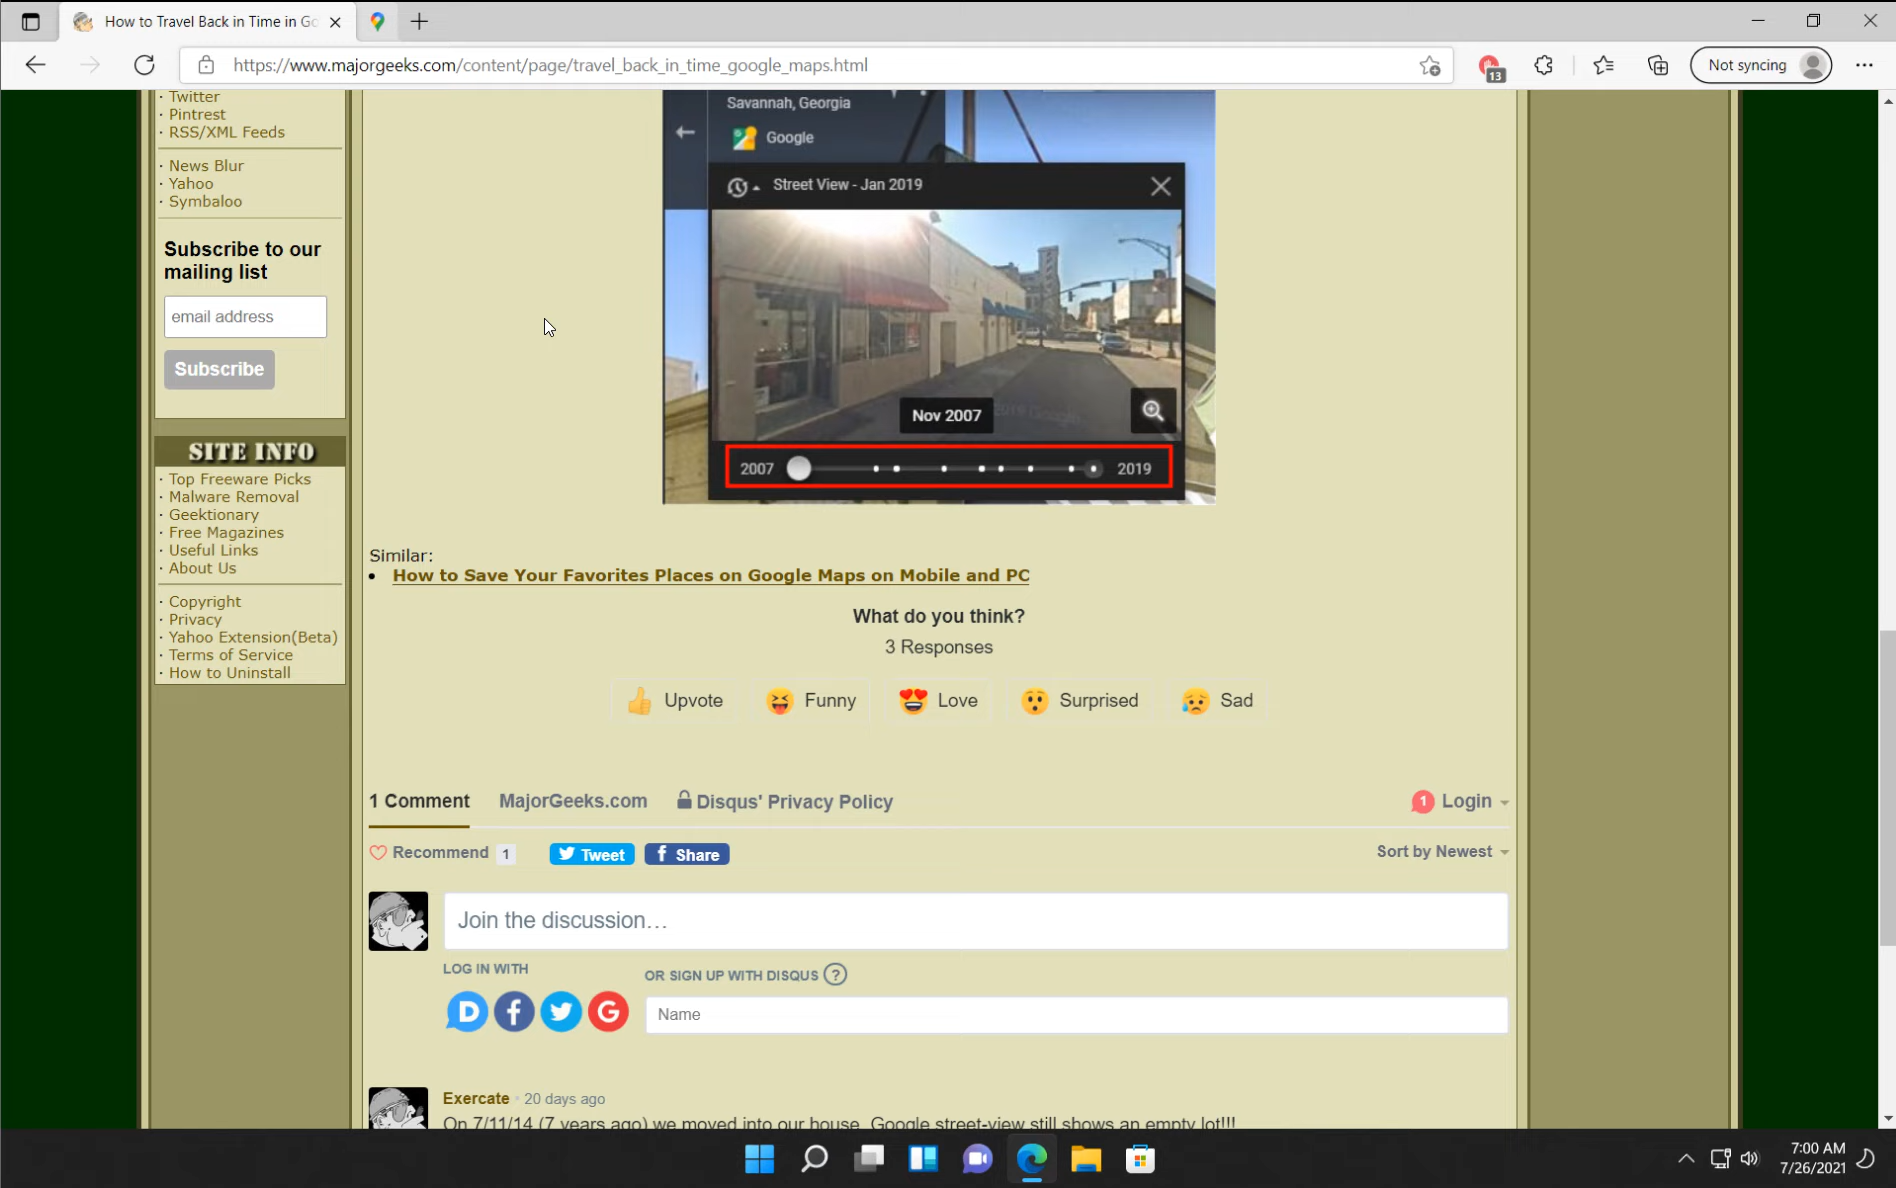 How to Travel Back in Time in Go
https://www.majorgeeks.com/content/page/travel_back_in_time_google_maps.html
13
Not syncing
· Twitter
· Pintrest
· RSS/XML Feeds
· News Blur
· Yahoo
· Symbaloo
Subscribe to our
mailing list
email address
Subscribe
SITE INFO
· Top Freeware Picks
· Malware Removal
· Geektionary
· Free Magazines
· Useful Links
· About Us
· Copyright
· Privacy
· Yahoo Extension(Beta)
· Terms of Service
· How to Uninstall
Savannah, Georgia
Google
Street View - Jan 2019
Nov 2007
2007
2019
Similar:
• How to Save Your Favorites Places on Google Maps on Mobile and PC
What do you think?
3 Responses
Upvote
Funny
Love
Surprised
Sad
1 Comment
MajorGeeks.com
Disqus' Privacy Policy
1
Login
Recommend 1
Tweet
f Share
Sort by Newest
Join the discussion…
LOG IN WITH
OR SIGN UP WITH DISQUS ?
D f G
Name
Exercate • 20 days ago
On 7/11/14 (7 years ago) we moved into our house. Google street-view still shows an empty lot!!!
7:00 AM
7/26/2021